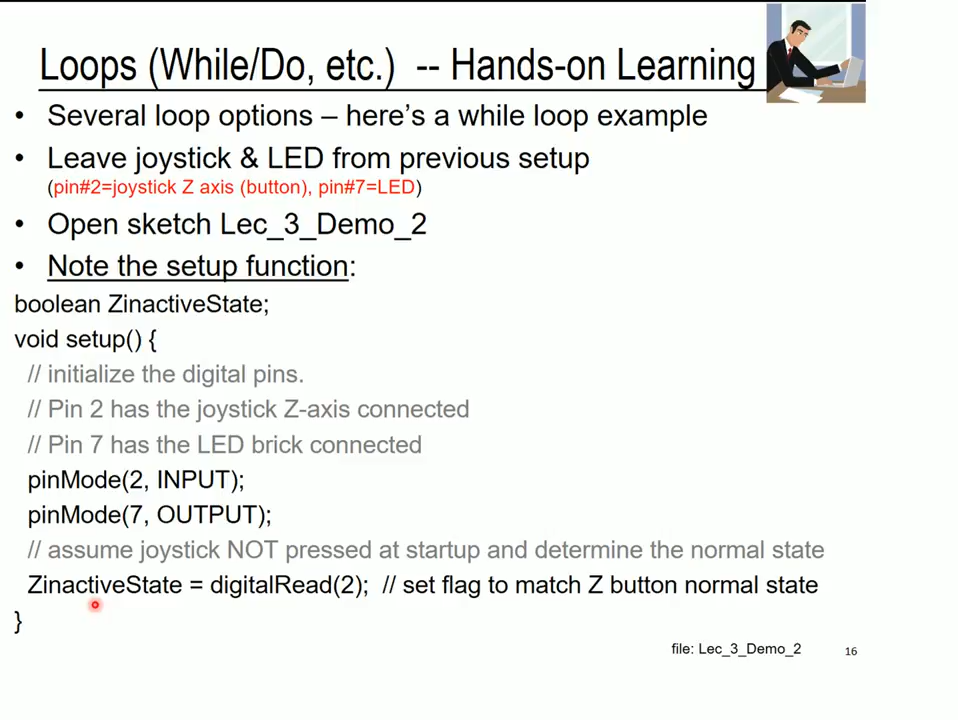 Loops (While/Do, etc.) -- Hands-on Learning
• Several loop options – here's a while loop example
• Leave joystick & LED from previous setup
(pin#2=joystick Z axis (button), pin#7=LED)
• Open sketch Lec_3_Demo_2
• Note the setup function:
boolean ZinactiveState;
void setup() {
// initialize the digital pins.
// Pin 2 has the joystick Z-axis connected
// Pin 7 has the LED brick connected
pinMode(2, INPUT);
pinMode(7, OUTPUT);
// assume joystick NOT pressed at startup and determine the normal state
ZinactiveState = digitalRead(2); // set flag to match Z button normal state
}
file: Lec_3_Demo_2
16